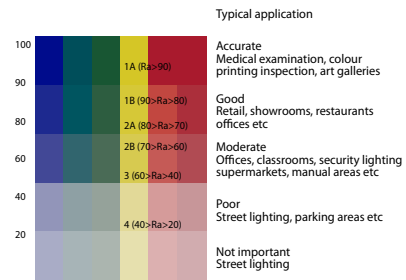 Typical application
100
90
80
60
40
20
1A (Ra>90)
1B (90>Ra>80)
2A (80>Ra>70)
2B (70>Ra>60)
3 (60>Ra>40)
4 (40>Ra>20)
Accurate
Medical examination, colour
printing inspection, art galleries
Good
Retail, showrooms, restaurants
offices etc
Moderate
Offices, classrooms, security lighting
supermarkets, manual areas etc
Poor
Street lighting, parking areas etc
Not important
Street lighting